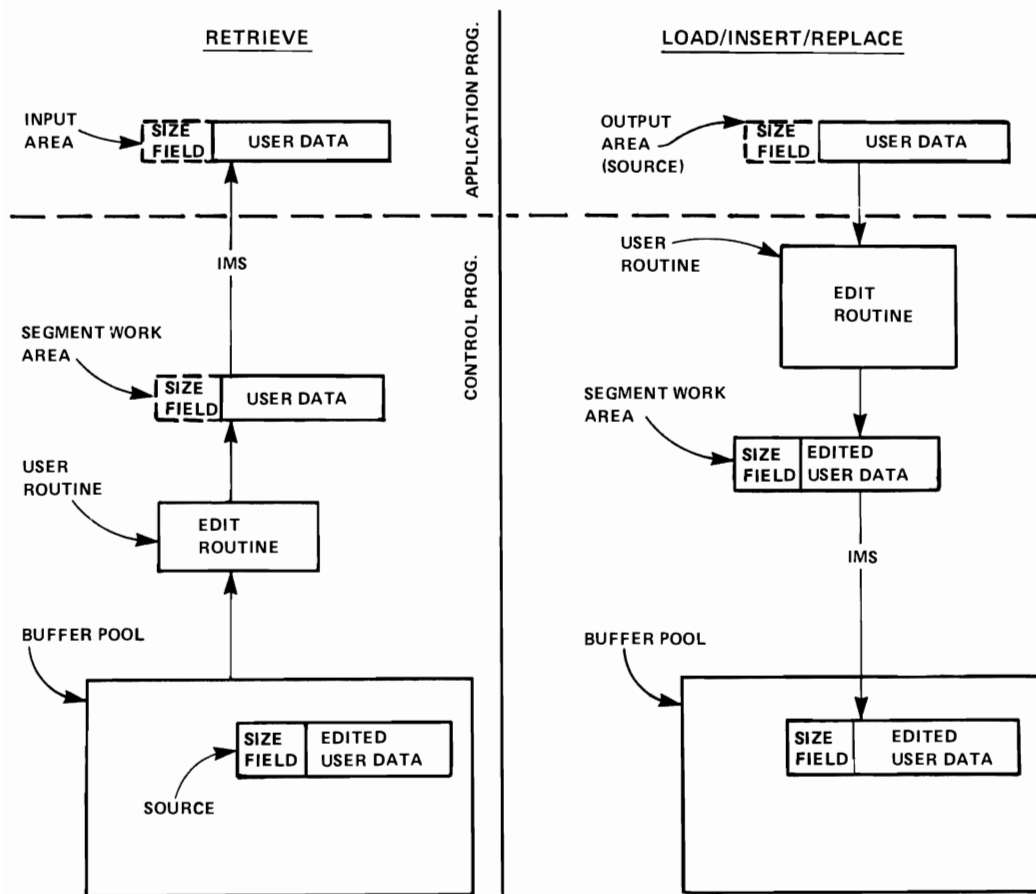 RETRIEVE
APPLICATION PROG.
INPUT
AREA
SIZE
FIELD
USER DATA
IMS
CONTROL PROG.
SEGMENT WORK
AREA
SIZE
FIELD
USER DATA
USER
ROUTINE
EDIT
ROUTINE
BUFFER POOL
SIZE
FIELD
EDITED
USER DATA
SOURCE
LOAD/INSERT/REPLACE
OUTPUT
AREA
(SOURCE)
SIZE
FIELD
USER DATA
USER
ROUTINE
EDIT
ROUTINE
SEGMENT WORK
AREA
SIZE
FIELD
EDITED
USER DATA
IMS
BUFFER POOL
SIZE
FIELD
EDITED
USER DATA